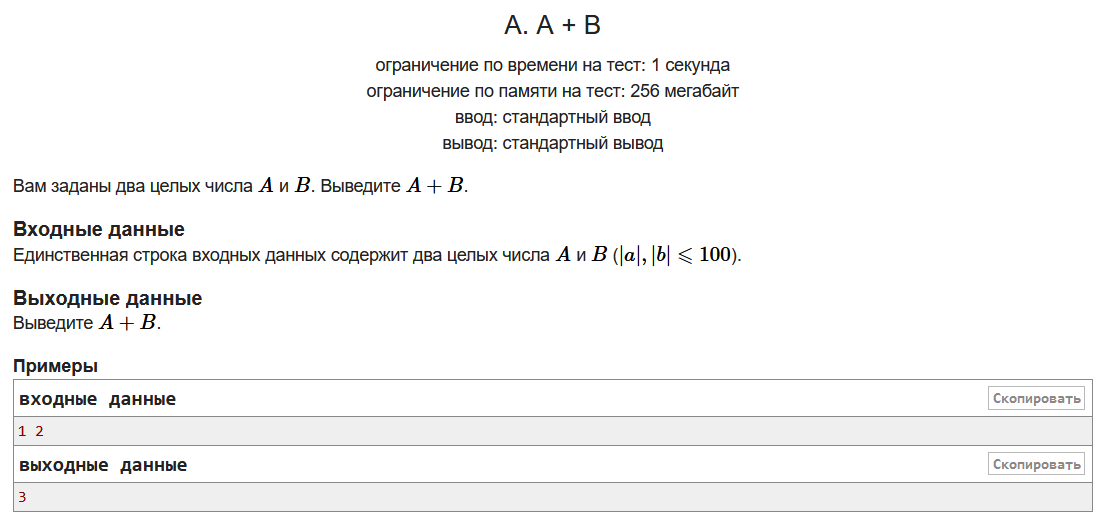 A. A + B
ограничение по времени на тест: 1 секунда
ограничение по памяти на тест: 256 мегабайт
ввод: стандартный ввод
вывод: стандартный вывод
Вам заданы два целых числа A и B. Выведите A + B.
Входные данные
Единственная строка входных данных содержит два целых числа A и B (|a|, |b| ⩽ 100).
Выходные данные
Выведите A + B.
Примеры
входные данные Скопировать
1 2
выходные данные Скопировать
3